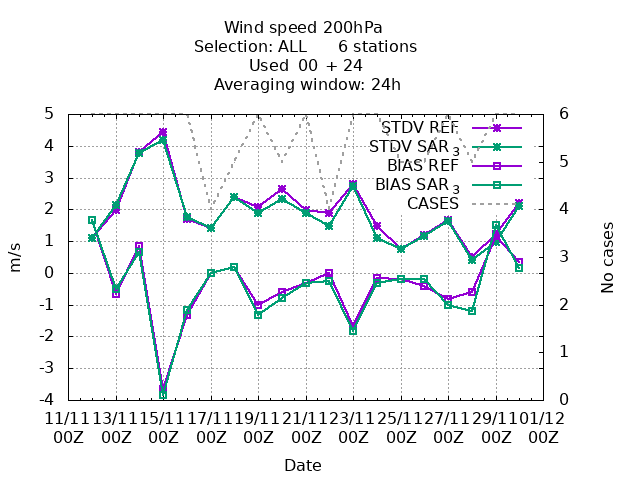 Wind speed 200hPa
Selection: ALL 6 stations
Used 00 + 24
Averaging window: 24h
5 6
STDV REF
4 STDV SAR 3 5
3 BIAS REF
BIAS SAR 3
2 CASES 4
1 3
m/s 0 No cases
-1 2
-2
-3 1
-4 0
11/11 13/11 15/11 17/11 19/11 21/11 23/11 25/11 27/11 29/11 01/12
00Z 00Z 00Z 00Z 00Z 00Z 00Z 00Z 00Z 00Z 00Z
Date